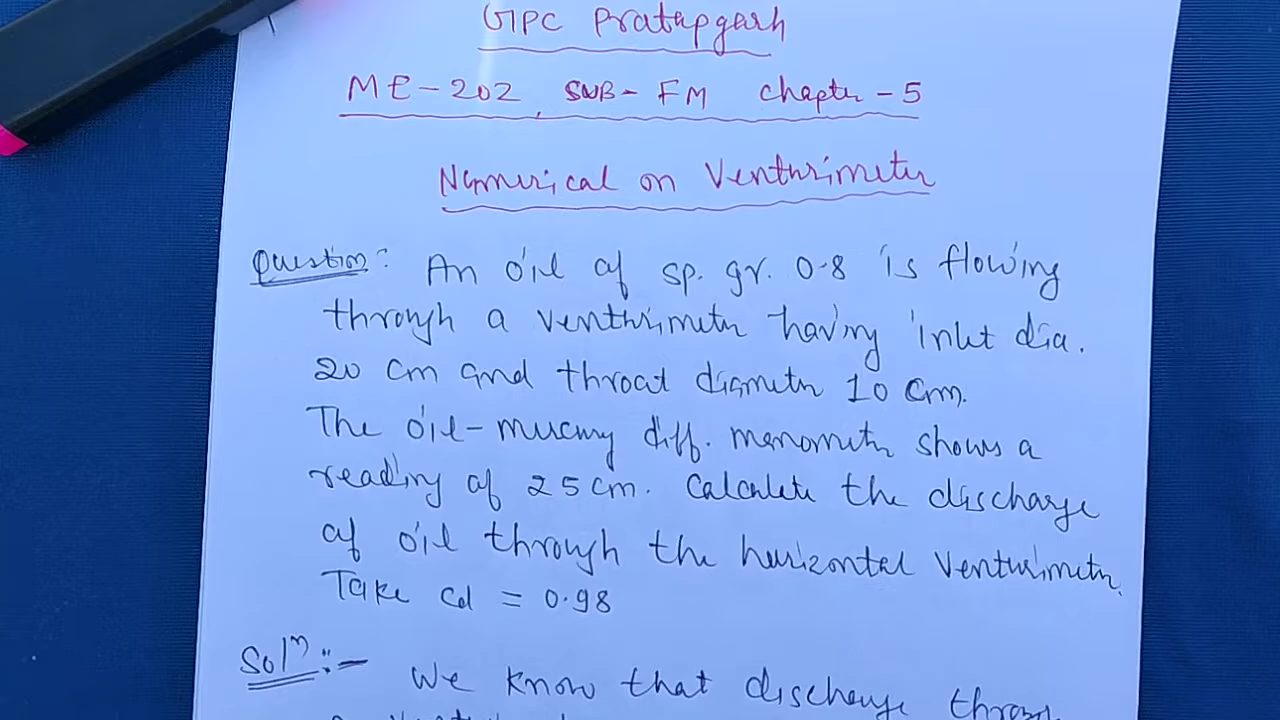 GPC Pratapgarh
ME-202, SUB- FM Chapter - 5
Numerical on Venturimeter
Question: An oil of sp. gr. 0.8 is flowing
through a venturimeter having inlet dia.
20 cm and throat diameter 10 cm.
The oil-mercury diff. manometer shows a
reading of 25cm. Calculate the discharge
of oil through the horizontal venturimeter.
Take Cd = 0.98
Solⁿ:- We know that discharge through